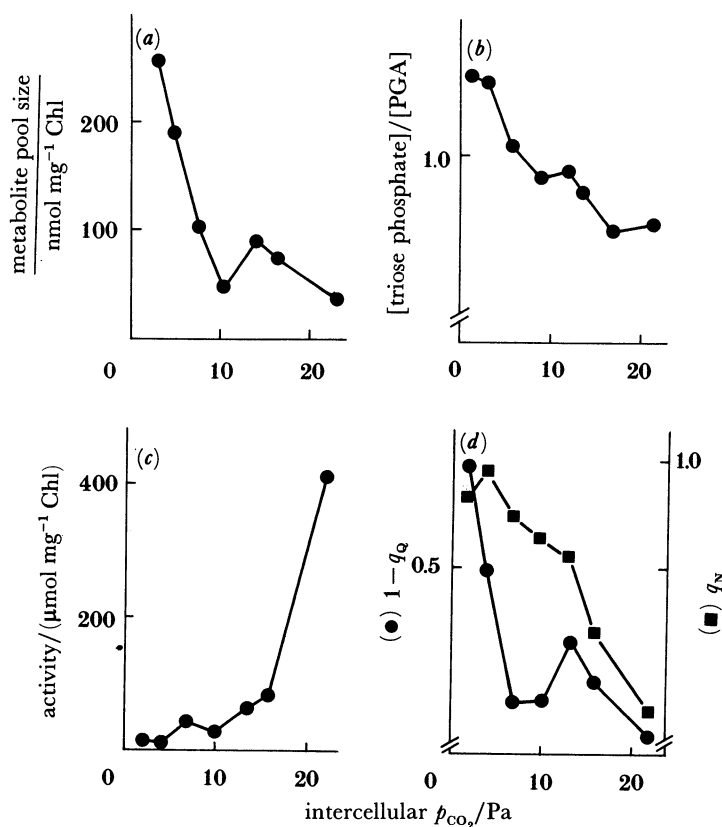 (a)
metabolite pool size
nmol mg⁻¹ Chl
200
100
0
10
20
(b)
[triose phosphate]/[PGA]
1.0
0
10
20
(c)
activity/(μmol mg⁻¹ Chl)
400
200
0
10
20
(d)
(●) 1−q_Q
0.5
1.0
(■) q_N
0
10
20
intercellular p_CO₂/Pa